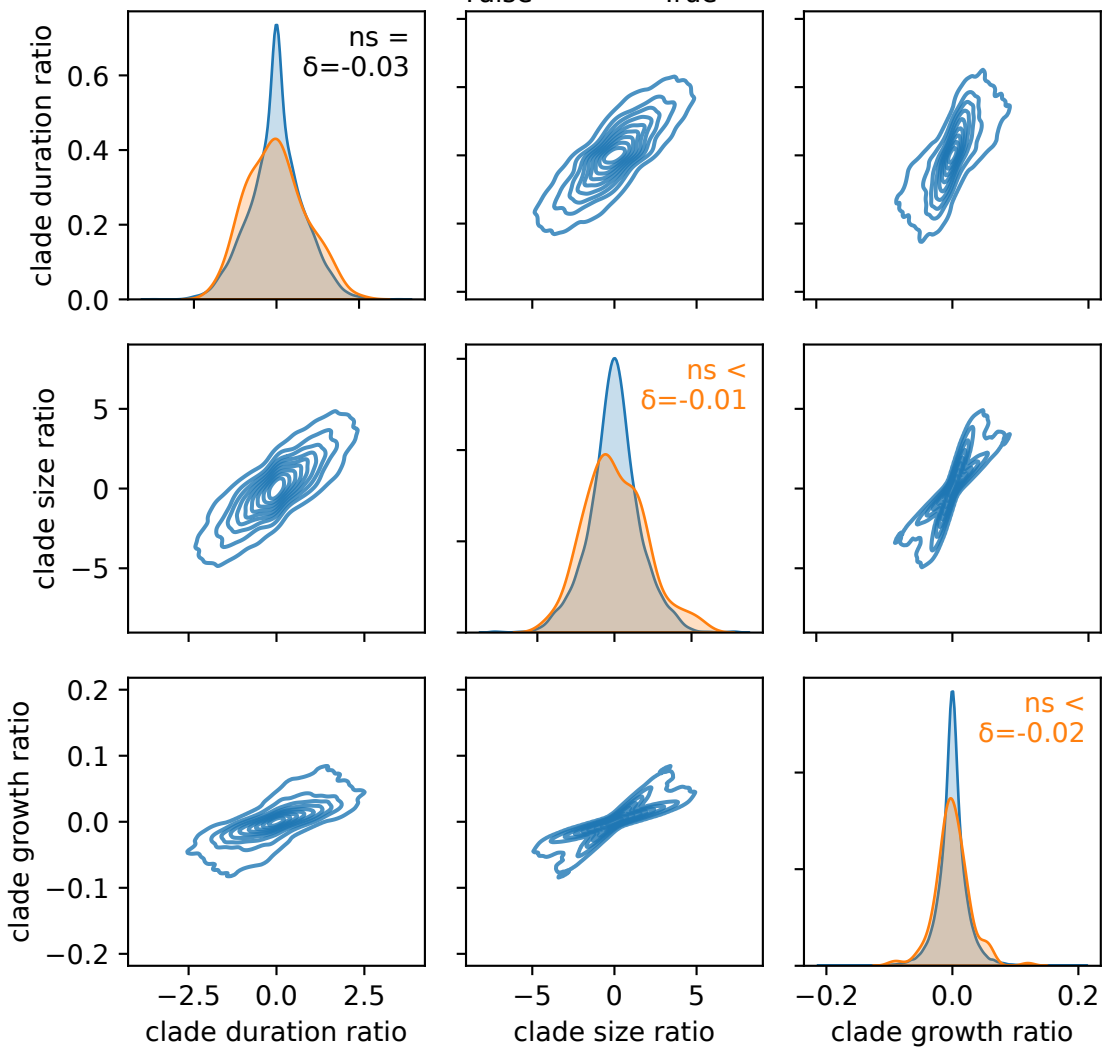 ns =
δ=-0.03
clade duration ratio
0.6
0.4
0.2
0.0
ns <
δ=-0.01
clade size ratio
5
0
−5
ns <
δ=-0.02
clade growth ratio
0.2
0.1
0.0
−0.1
−0.2
−2.5 0.0 2.5 −5 0 5 −0.2 0.0 0.2
clade duration ratio clade size ratio clade growth ratio